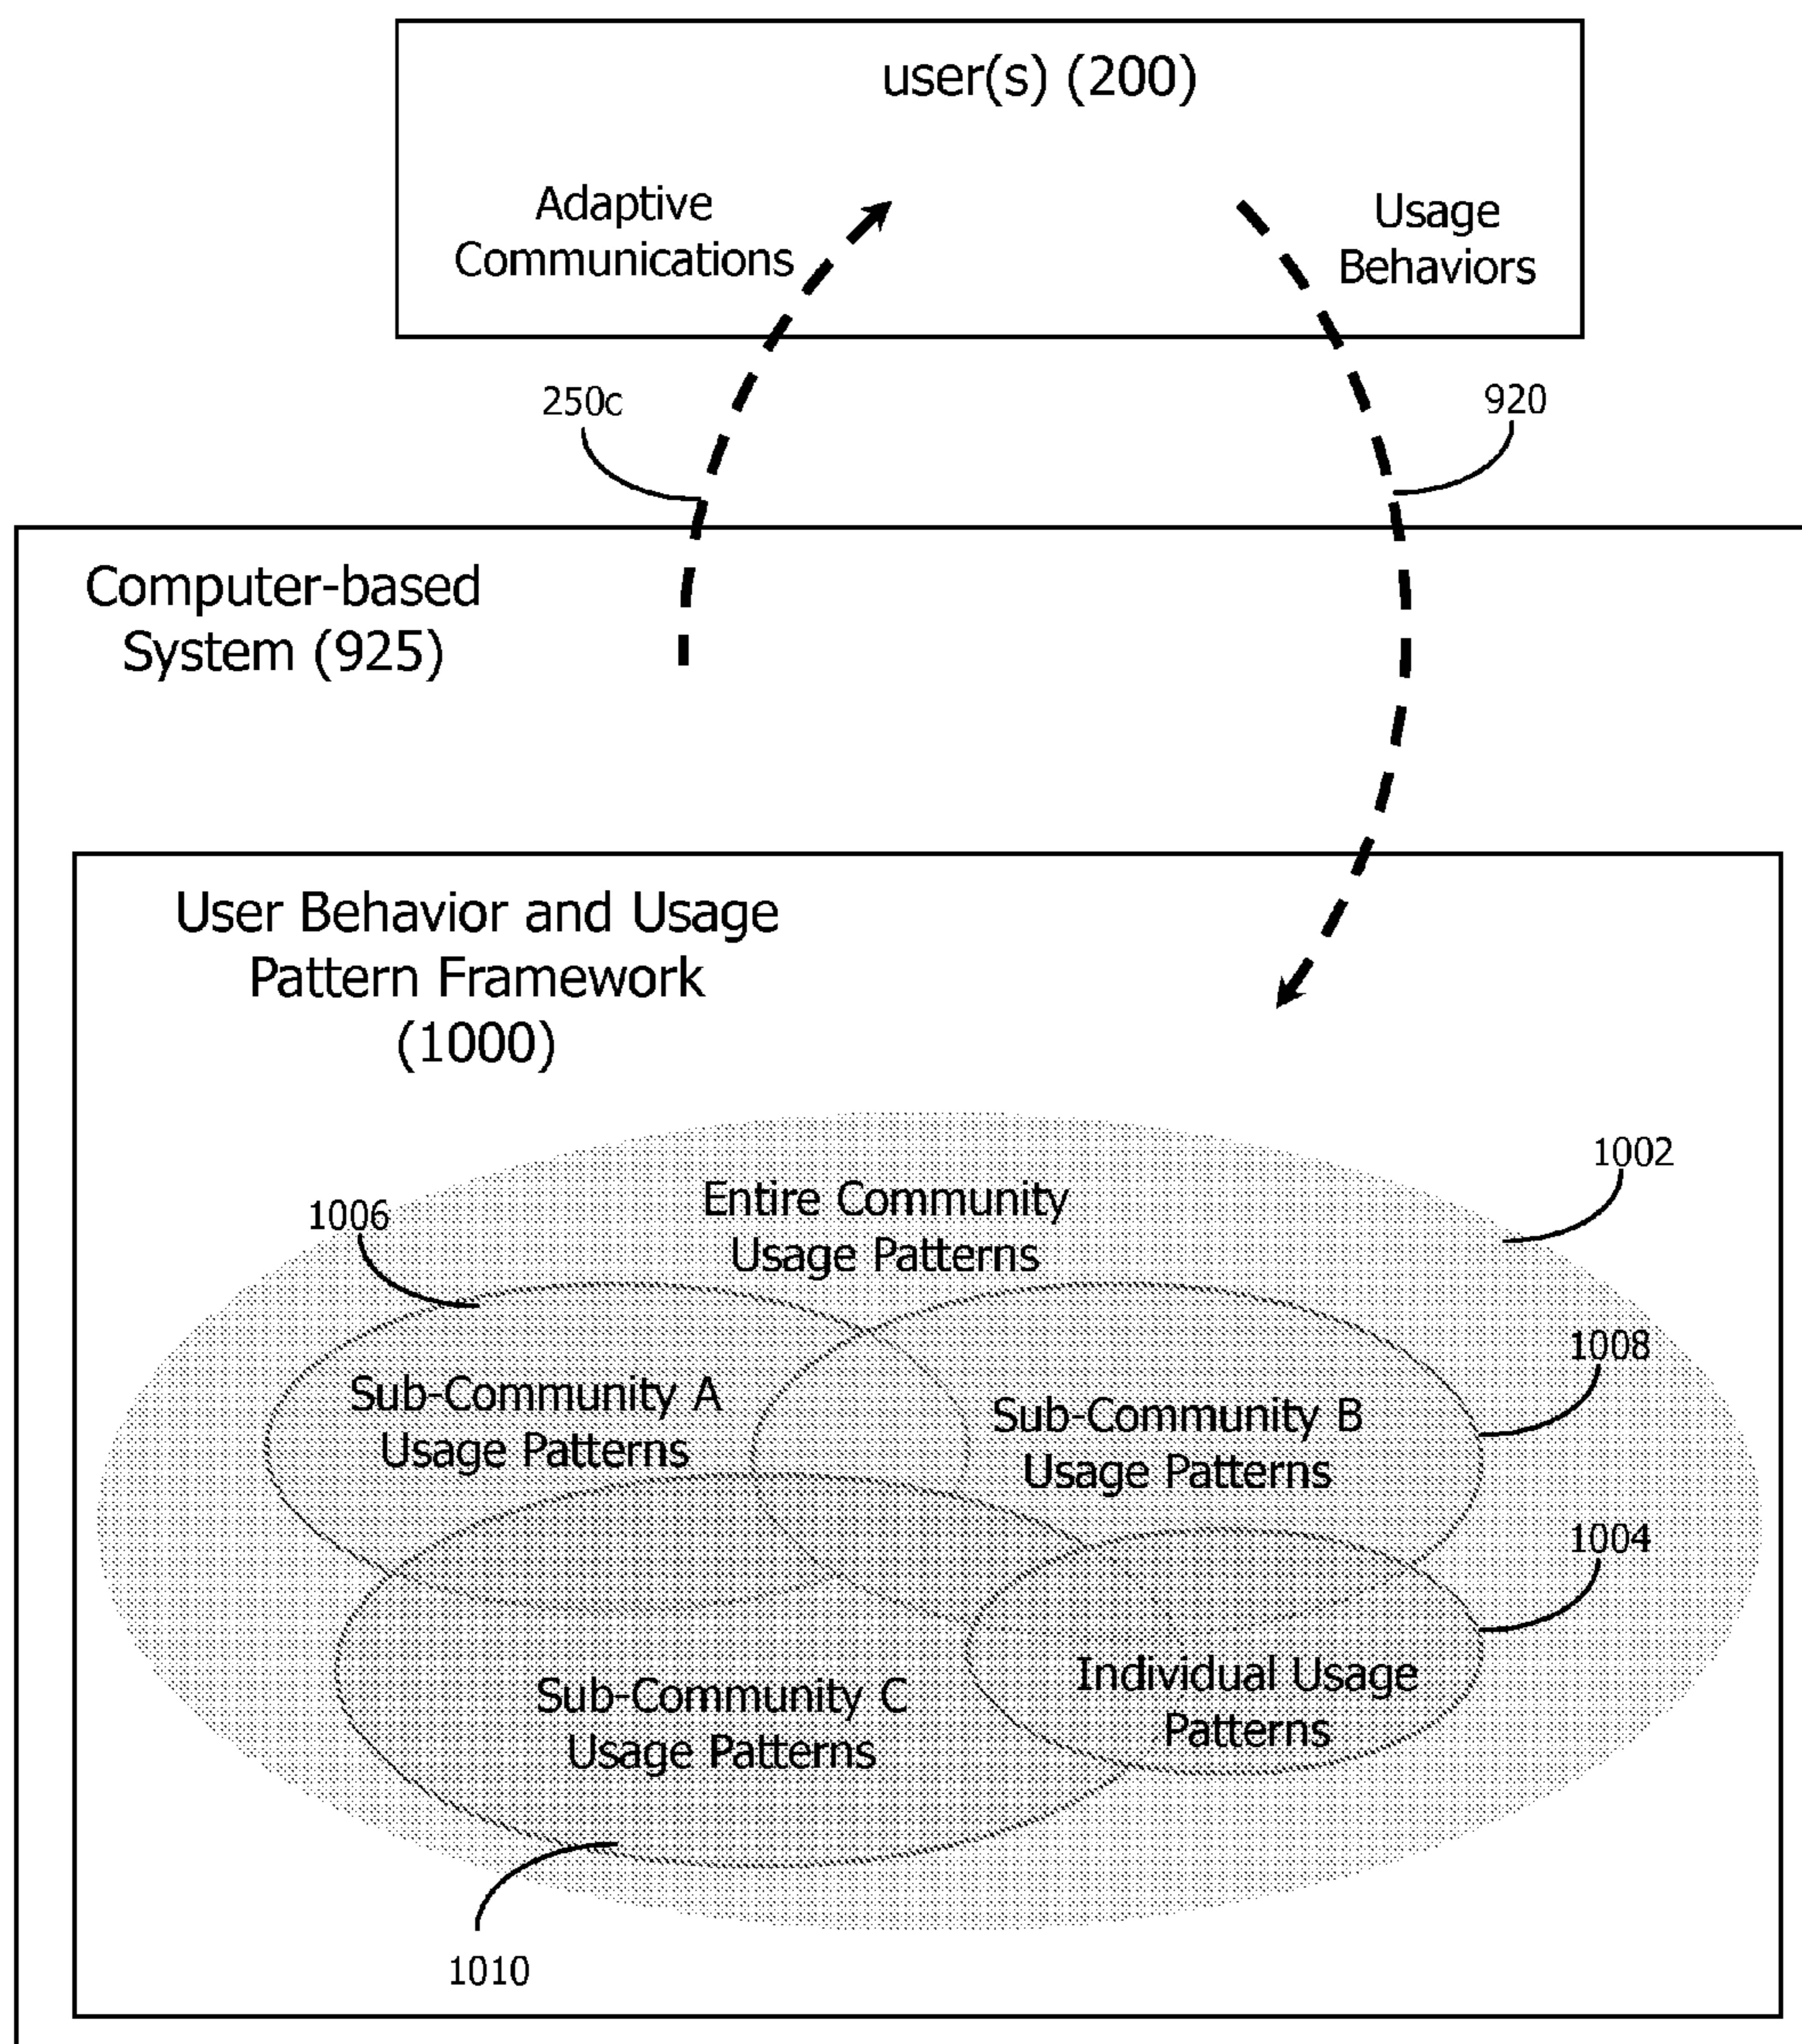 user(s) (200)
Adaptive
Communications
Usage
Behaviors
250c
920
Computer-based
System (925)
User Behavior and Usage
Pattern Framework
(1000)
1002
Entire Community
Usage Patterns
1006
1008
Sub-Community A
Usage Patterns
Sub-Community B
Usage Patterns
1004
Individual Usage
Patterns
Sub-Community C
Usage Patterns
1010